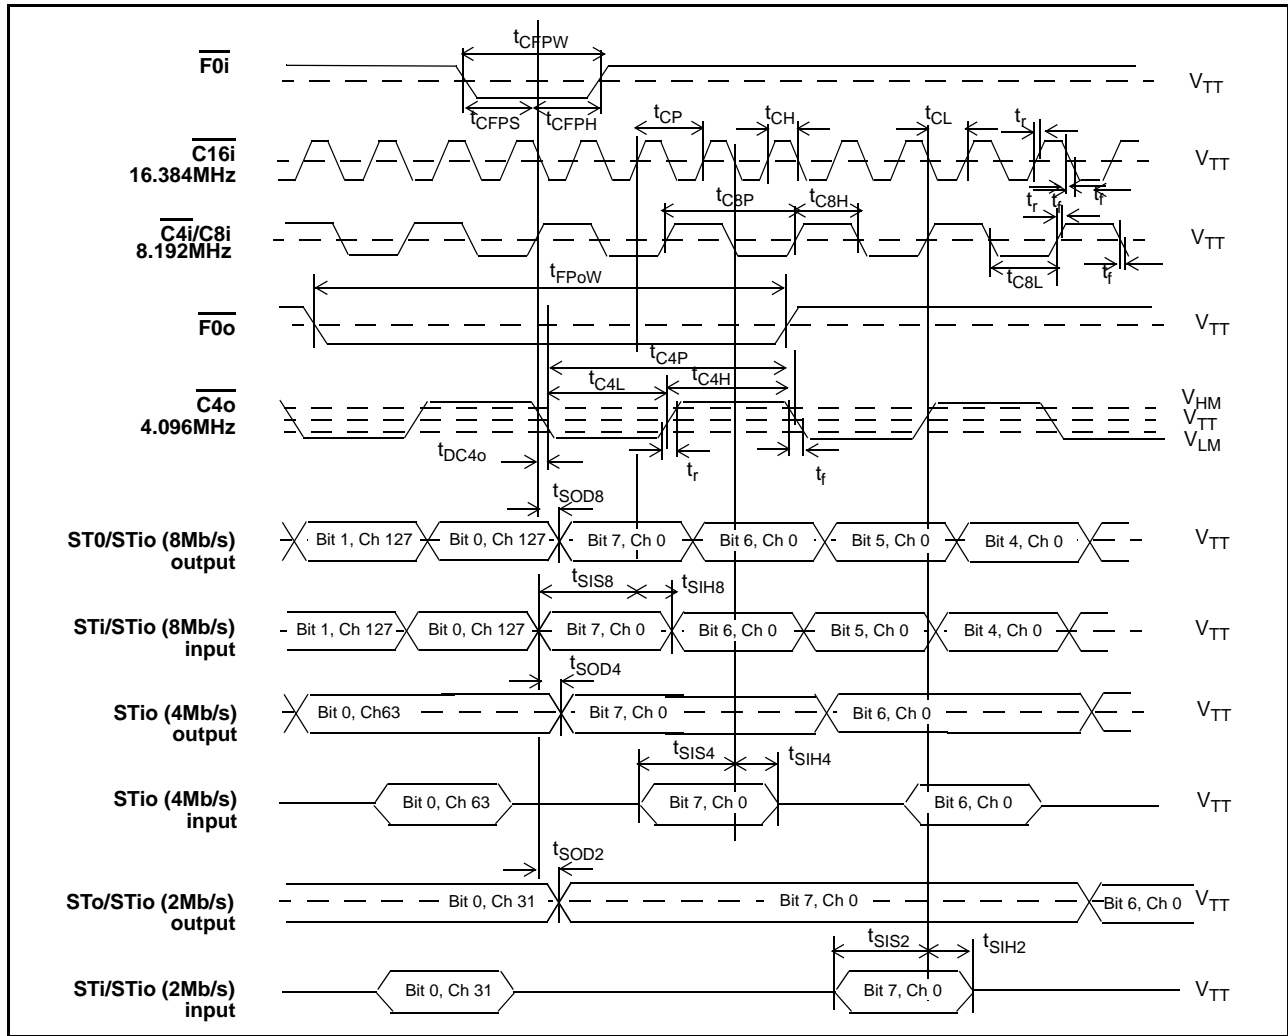 tCFPW
F0i
VTT
tCFPS tCFPH tCP tCH tCL tr
C16i
16.384MHz
VTT
tf tf
tC8P tC8H tr
C4i/C8i
8.192MHz
VTT
tC8L tf
tFPoW
F0o
VTT
tC4P
tC4L tC4H
C4o
4.096MHz
VHM
VTT
VLM
tDC4o tr tf
tSOD8
ST0/STio (8Mb/s)
output
Bit 1, Ch 127 Bit 0, Ch 127 Bit 7, Ch 0 Bit 6, Ch 0 Bit 5, Ch 0 Bit 4, Ch 0
VTT
tSIS8 tSIH8
STi/STio (8Mb/s)
input
Bit 1, Ch 127 Bit 0, Ch 127 Bit 7, Ch 0 Bit 6, Ch 0 Bit 5, Ch 0 Bit 4, Ch 0
VTT
tSOD4
STio (4Mb/s)
output
Bit 0, Ch63 Bit 7, Ch 0 Bit 6, Ch 0
VTT
tSIS4 tSIH4
STio (4Mb/s)
input
Bit 0, Ch 63 Bit 7, Ch 0 Bit 6, Ch 0
VTT
tSOD2
STo/STio (2Mb/s)
output
Bit 0, Ch 31 Bit 7, Ch 0 Bit 6, Ch 0
VTT
tSIS2 tSIH2
STi/STio (2Mb/s)
input
Bit 0, Ch 31 Bit 7, Ch 0
VTT